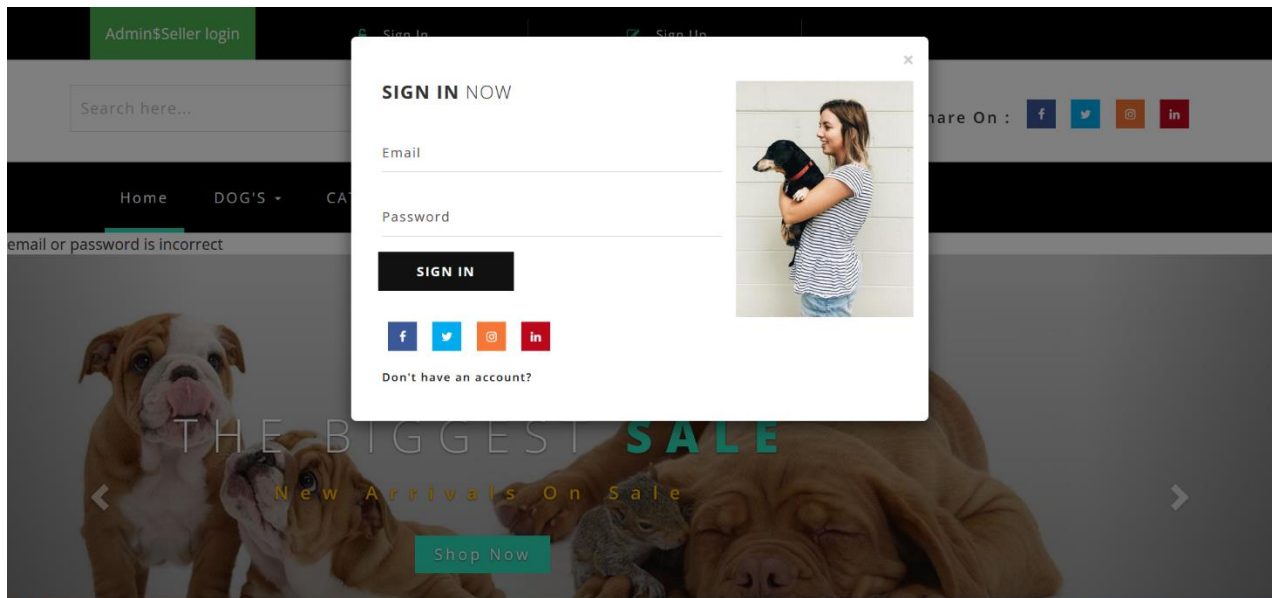 Admin$Seller login
Sign In
Sign Up
×
SIGN IN NOW
Search here...
hare On :
f
in
Email
Home
DOG'S
CAT
Password
email or password is incorrect
SIGN IN
f
in
Don't have an account?
THE BIGGEST SALE
New Arrivals On Sale
Shop Now